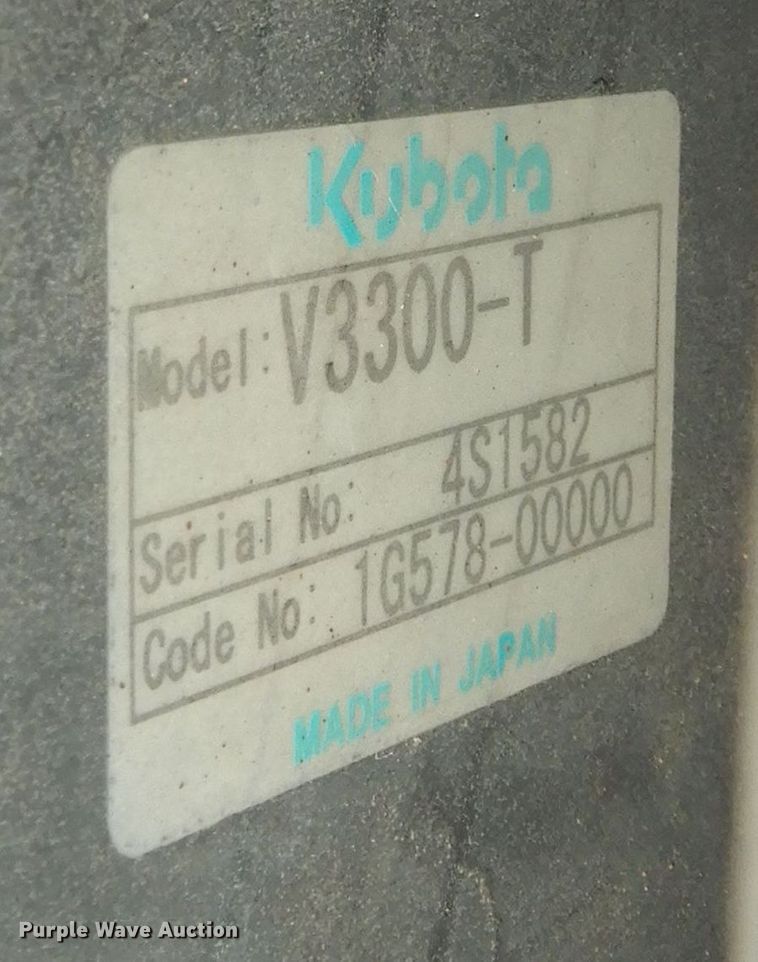 Kubota
Model: V3300-T
Serial No: 4S1582
Code No: 1G578-00000
MADE IN JAPAN
Purple Wave Auction